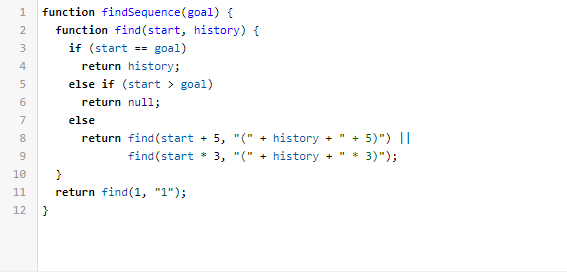 1 function findSequence(goal) {
2   function find(start, history) {
3     if (start == goal)
4       return history;
5     else if (start > goal)
6       return null;
7     else
8       return find(start + 5, "(" + history + " + 5)") ||
9              find(start * 3, "(" + history + " * 3)");
10   }
11   return find(1, "1");
12 }